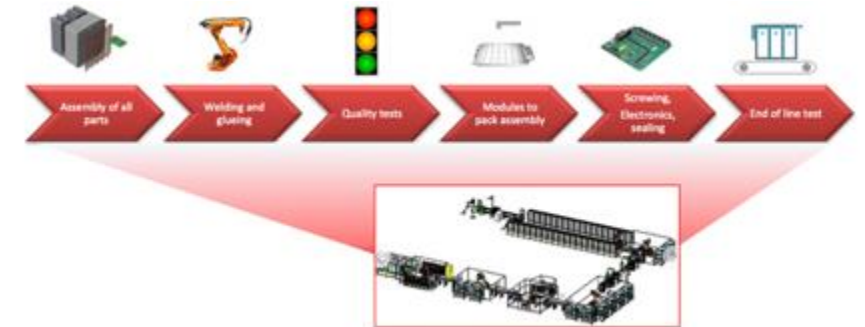 Assembly of all
parts
Welding and
glueing
Quality tests
Modules to
pack assembly
Screwing,
Electronics,
sealing
End of line test